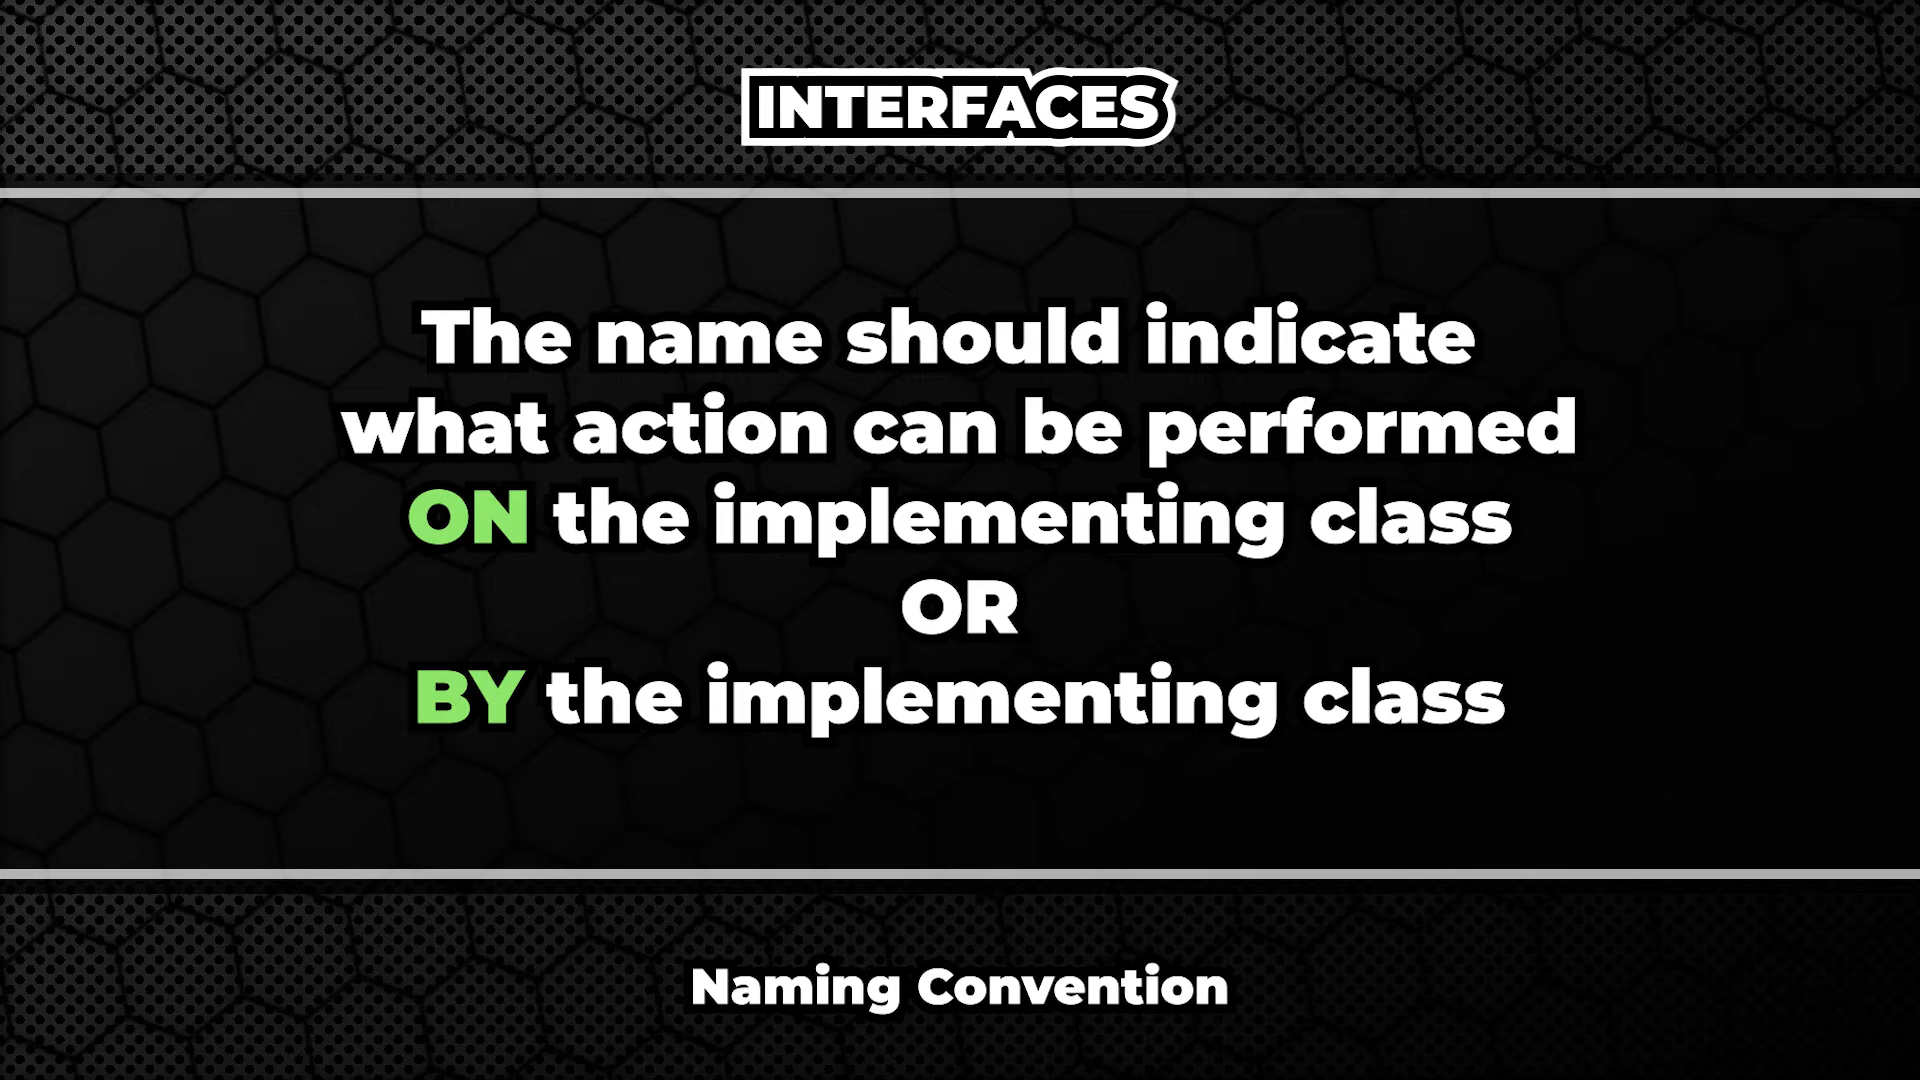 INTERFACES
The name should indicate
what action can be performed
ON the implementing class
OR
BY the implementing class
Naming Convention